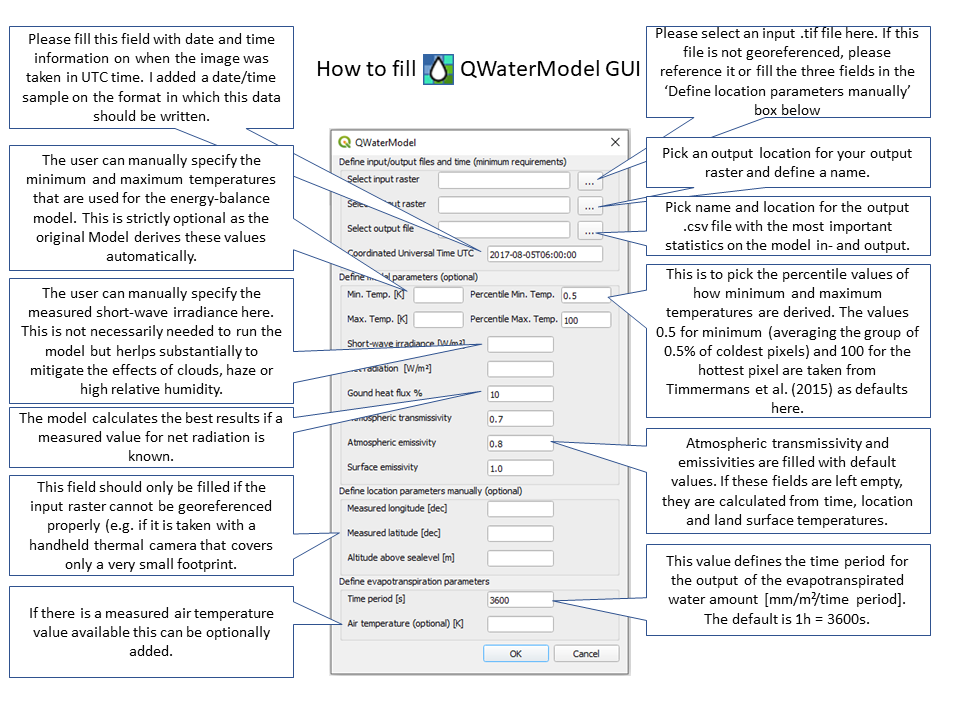 How to fill QWaterModel GUI
Please fill this field with date and time
information on when the image was
taken in UTC time. I added a date/time
sample on the format in which this data
should be written.
The user can manually specify the
minimum and maximum temperatures
that are used for the energy-balance
model. This is strictly optional as the
original Model derives these values
automatically.
The user can manually specify the
measured short-wave irradiance here.
This is not necessarily needed to run the
model but herlps substantially to
mitigate the effects of clouds, haze or
high relative humidity.
The model calculates the best results if a
measured value for net radiation is
known.
This field should only be filled if the
input raster cannot be georeferenced
properly (e.g. if it is taken with a
handheld thermal camera that covers
only a very small footprint.
If there is a measured air temperature
value available this can be optionally
added.
QWaterModel
Define input/output files and time (minimum requirements)
Select input raster ...
Select output raster ...
Select output file ...
Coordinated Universal Time UTC 2017-08-05T06:00:00
Define model parameters (optional)
Min. Temp. [K] Percentile Min. Temp. 0.5
Max. Temp. [K] Percentile Max. Temp. 100
Short-wave irradiance [W/m²]
Net radiation [W/m²]
Gound heat flux % 10
Atmospheric transmissivity 0.7
Atmospheric emissivity 0.8
Surface emissivity 1.0
Define location parameters manually (optional)
Measured longitude [dec]
Measured latitude [dec]
Altitude above sealevel [m]
Define evapotranspiration parameters
Time period [s] 3600
Air temperature (optional) [K]
OK Cancel
Please select an input .tif file here. If this
file is not georeferenced, please
reference it or fill the three fields in the
‘Define location parameters manually’
box below
Pick an output location for your output
raster and define a name.
Pick name and location for the output
.csv file with the most important
statistics on the model in- and output.
This is to pick the percentile values of
how minimum and maximum
temperatures are derived. The values
0.5 for minimum (averaging the group of
0.5% of coldest pixels) and 100 for the
hottest pixel are taken from
Timmermans et al. (2015) as defaults
here.
Atmospheric transmissivity and
emissivities are filled with default
values. If these fields are left empty,
they are calculated from time, location
and land surface temperatures.
This value defines the time period for
the output of the evapotranspirated
water amount [mm/m²/time period].
The default is 1h = 3600s.